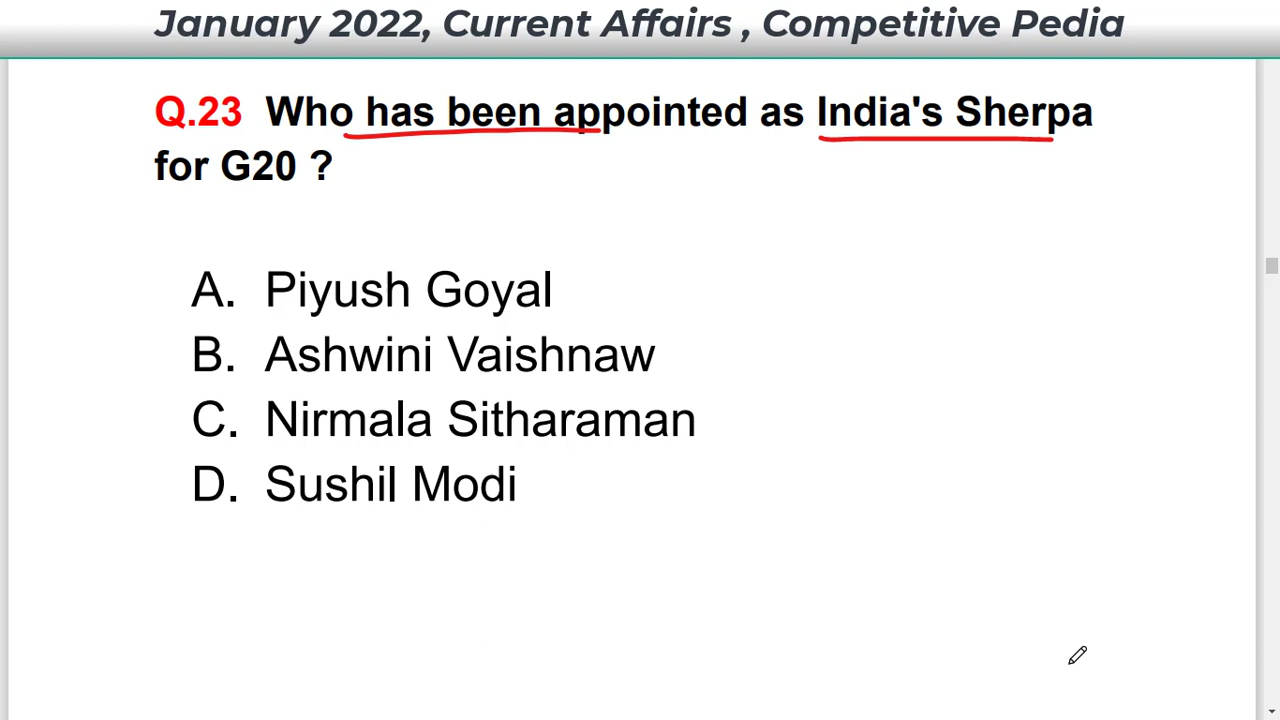 January 2022, Current Affairs , Competitive Pedia
Q.23 Who has been appointed as India's Sherpa
for G20 ?
A. Piyush Goyal
B. Ashwini Vaishnaw
C. Nirmala Sitharaman
D. Sushil Modi